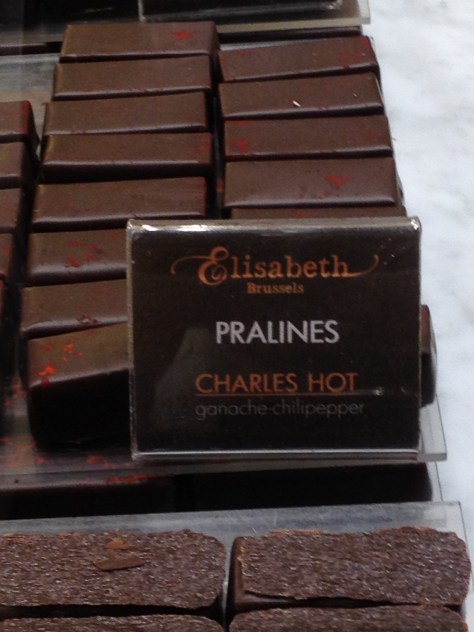 Elisabeth
Brussels
PRALINES
CHARLES HOT
ganache-chilipepper